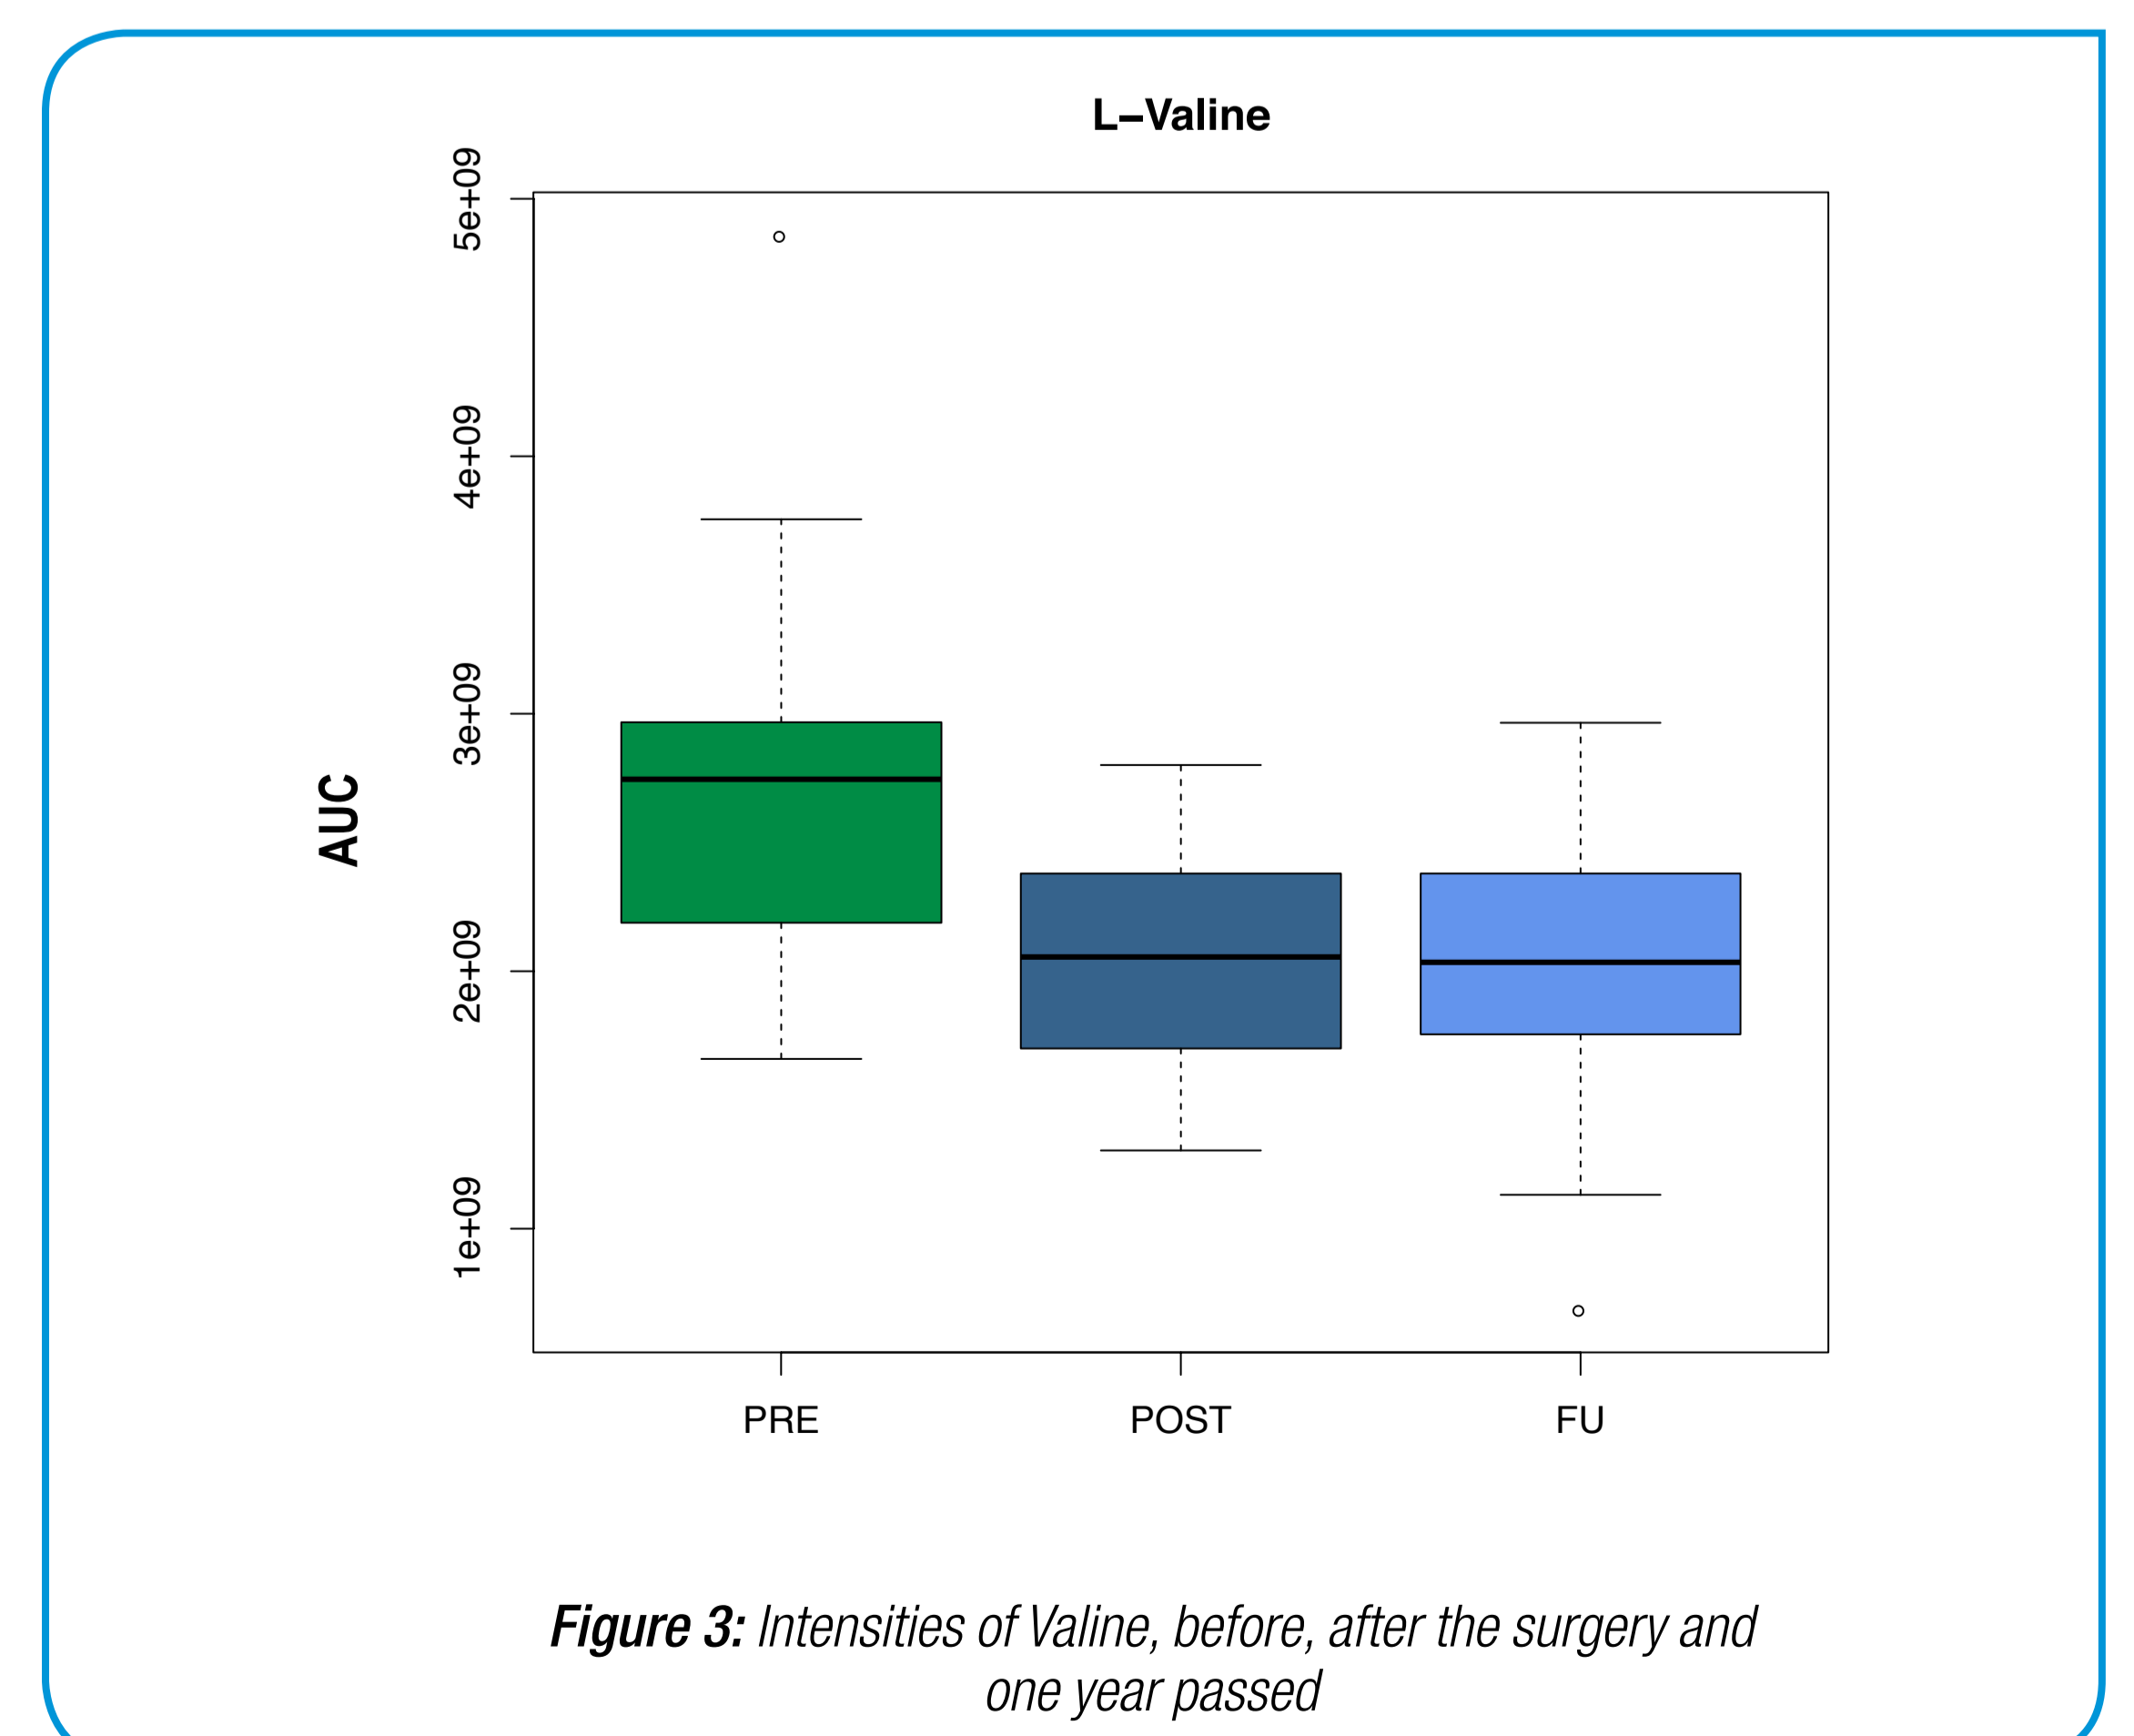 L−Valine
AUC
5e+09
4e+09
3e+09
2e+09
1e+09
PRE POST FU
Figure 3: Intensities of Valine, before, after the surgery and
one year passed